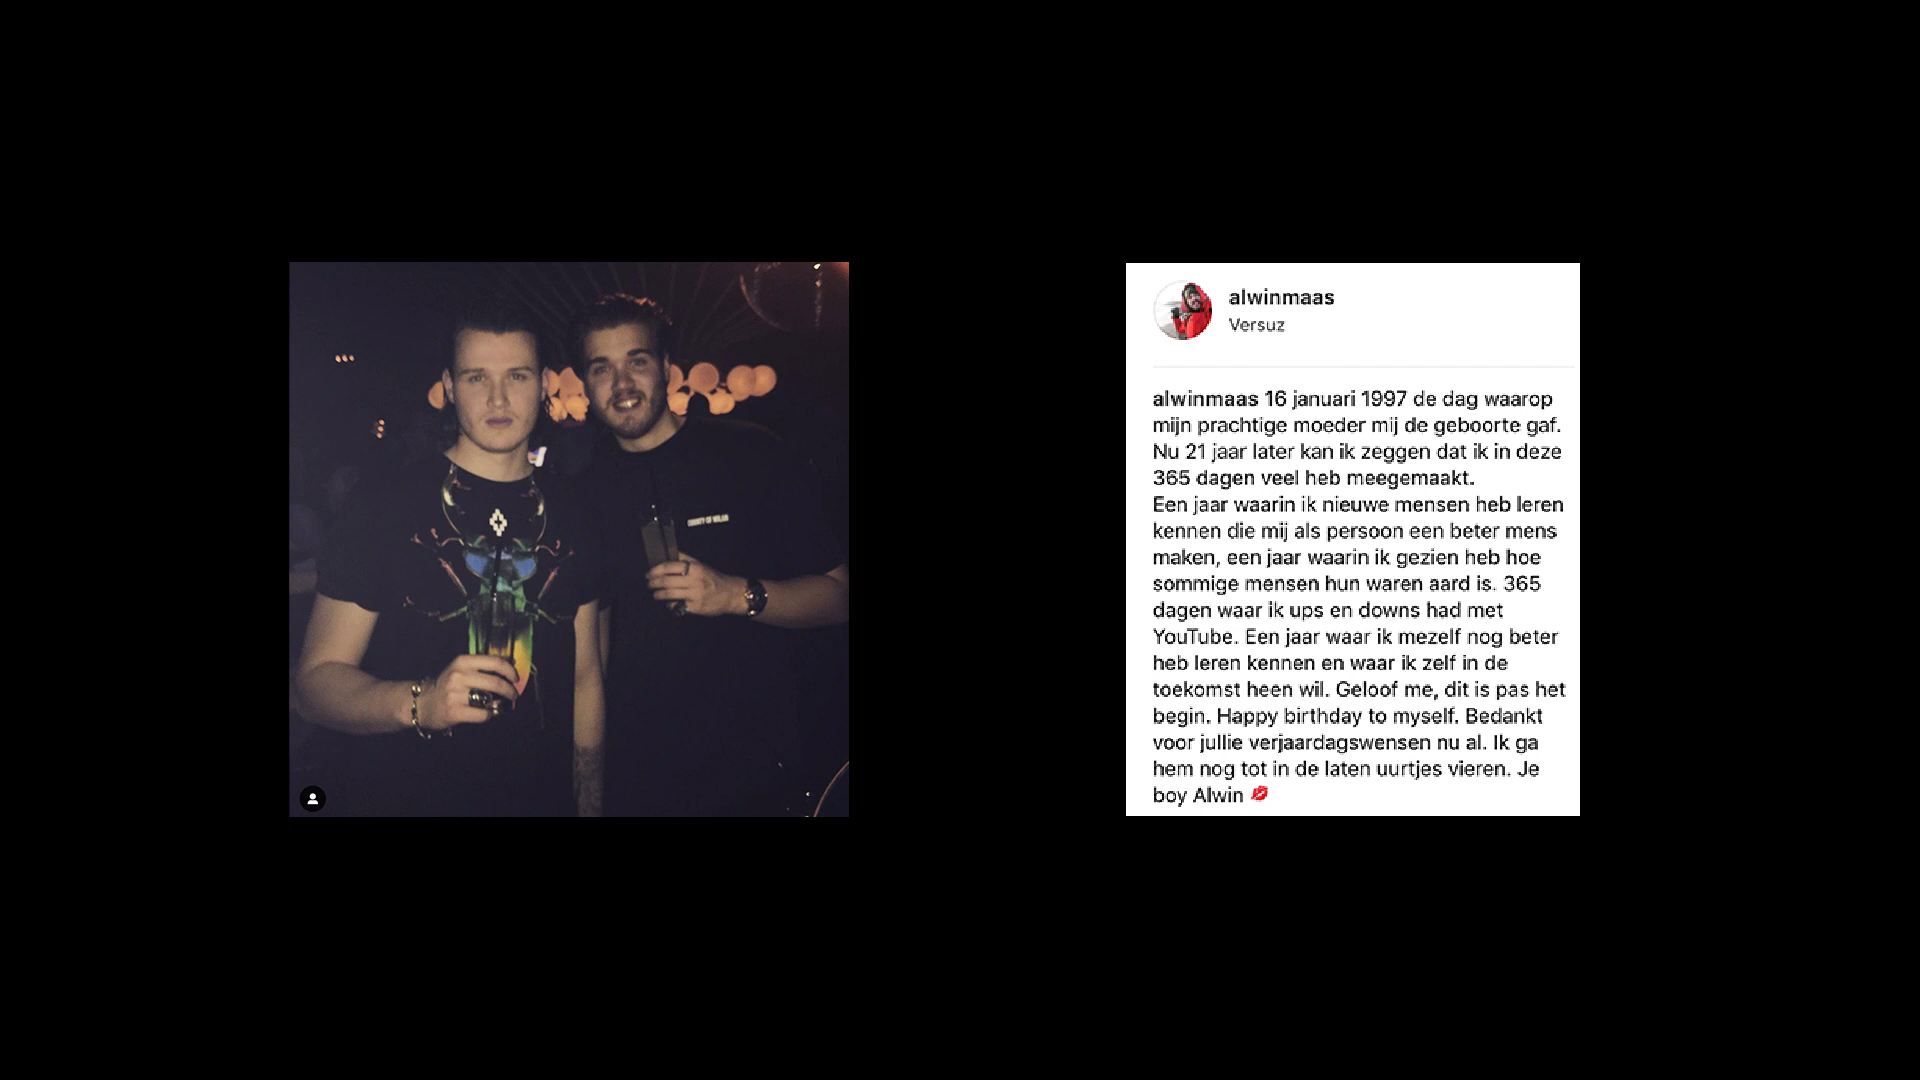 COUNTY OF MILAN
alwinmaas
Versuz
alwinmaas 16 januari 1997 de dag waarop
mijn prachtige moeder mij de geboorte gaf.
Nu 21 jaar later kan ik zeggen dat ik in deze
365 dagen veel heb meegemaakt.
Een jaar waarin ik nieuwe mensen heb leren
kennen die mij als persoon een beter mens
maken, een jaar waarin ik gezien heb hoe
sommige mensen hun waren aard is. 365
dagen waar ik ups en downs had met
YouTube. Een jaar waar ik mezelf nog beter
heb leren kennen en waar ik zelf in de
toekomst heen wil. Geloof me, dit is pas het
begin. Happy birthday to myself. Bedankt
voor jullie verjaardagswensen nu al. Ik ga
hem nog tot in de laten uurtjes vieren. Je
boy Alwin 💋